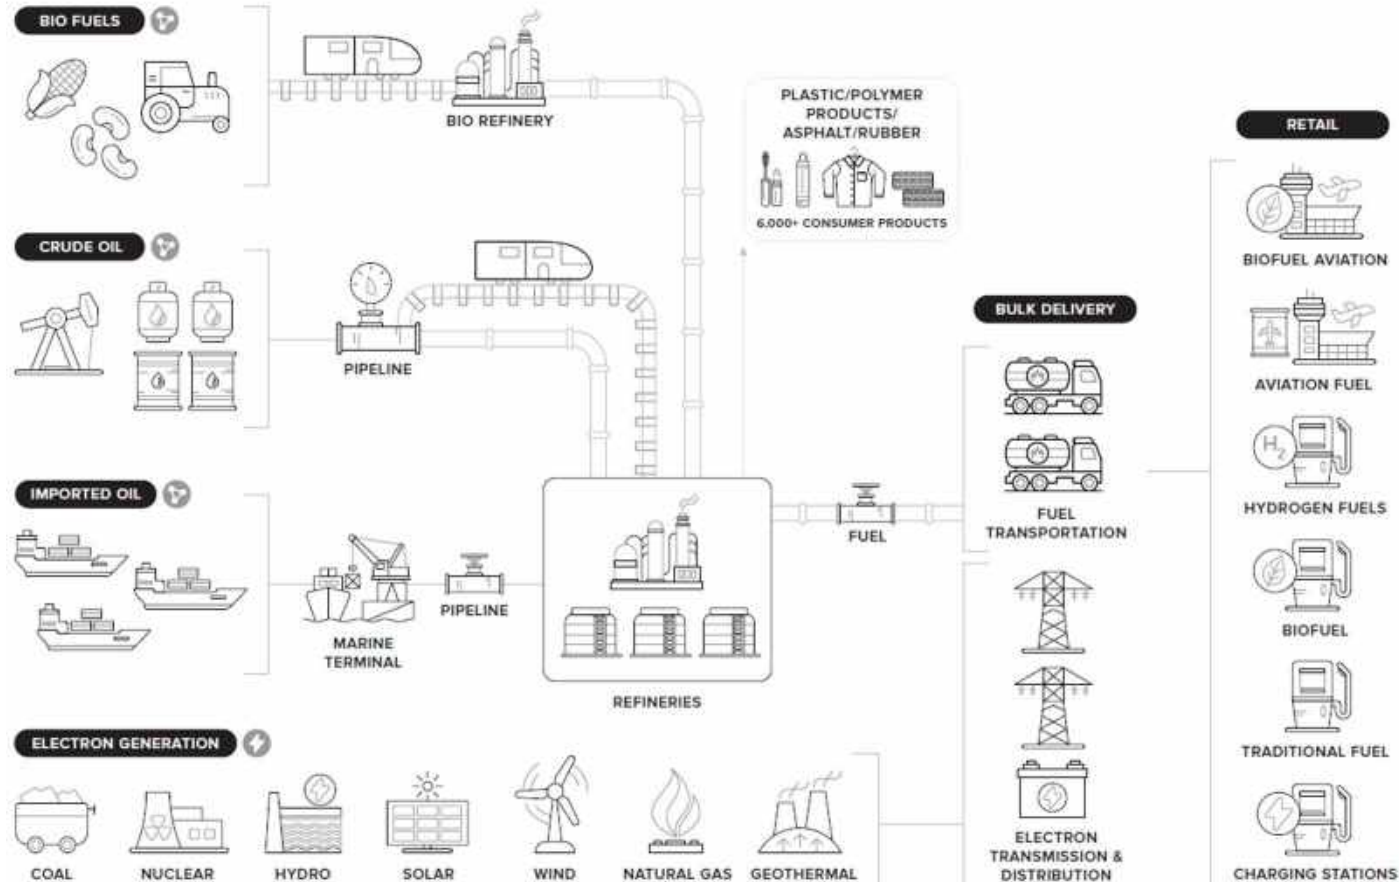 BIO FUELS
BIO REFINERY
PLASTIC/POLYMER
PRODUCTS/
ASPHALT/RUBBER
6,000+ CONSUMER PRODUCTS
RETAIL
BIOFUEL AVIATION
CRUDE OIL
PIPELINE
BULK DELIVERY
AVIATION FUEL
H2
HYDROGEN FUELS
IMPORTED OIL
MARINE
TERMINAL
PIPELINE
REFINERIES
FUEL
FUEL
TRANSPORTATION
BIOFUEL
TRADITIONAL FUEL
ELECTRON GENERATION
COAL
NUCLEAR
HYDRO
SOLAR
WIND
NATURAL GAS
GEOTHERMAL
ELECTRON
TRANSMISSION &
DISTRIBUTION
CHARGING STATIONS